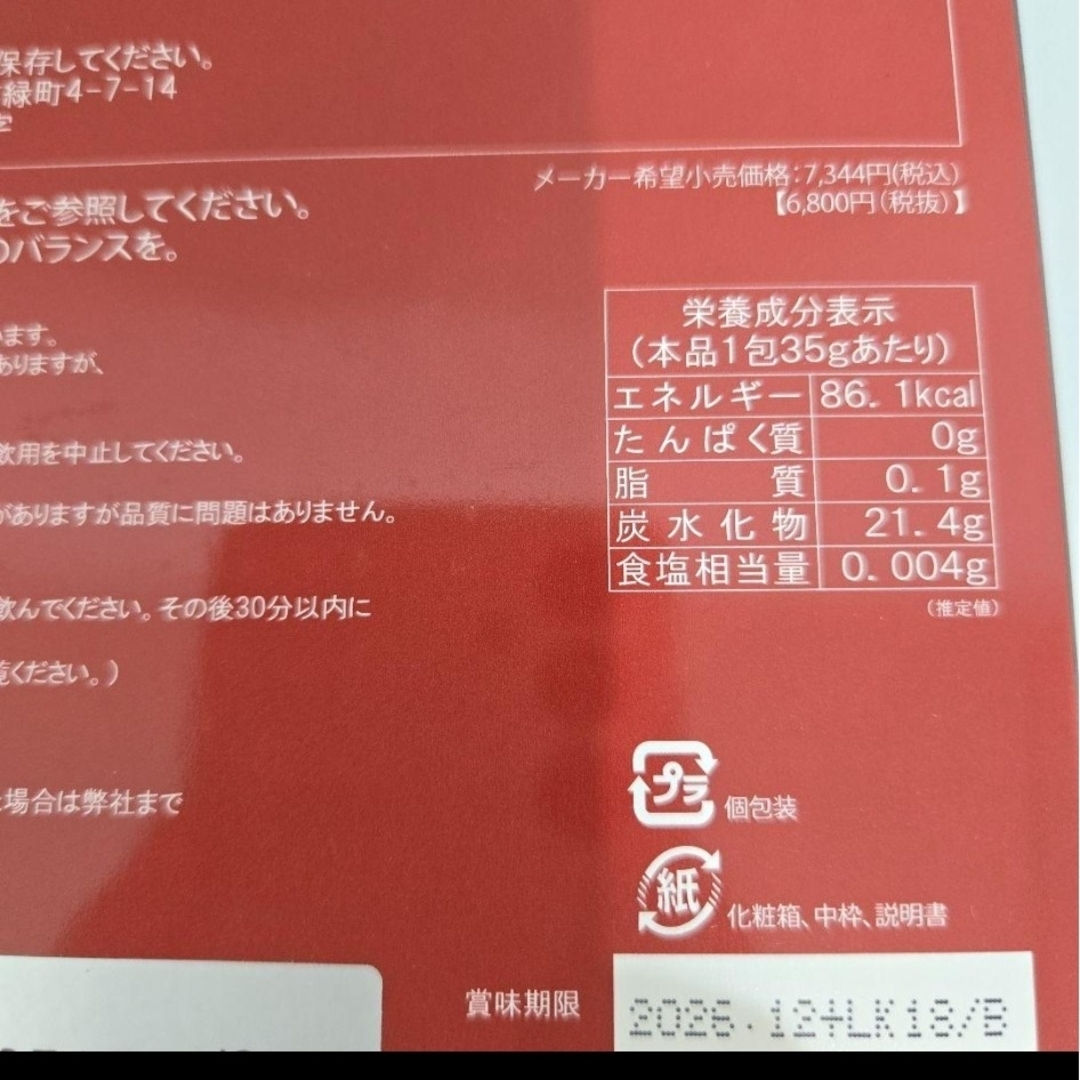 保存してください。
緑町4-7-14
メーカー希望小売価格:7,344円(税込)
【6,800円(税抜)】
をご参照してください。
のバランスを。
栄養成分表示
(本品1包35gあたり)
エネルギー 86.1kcal
たんぱく質 0g
脂質 0.1g
炭水化物 21.4g
食塩相当量 0.004g
(推定値)
います。
ありますが、
飲用を中止してください。
がありますが品質に問題はありません。
飲んでください。その後30分以内に
覧ください。)
場合は弊社まで
プラ 個包装
紙 化粧箱、中枠、説明書
賞味期限